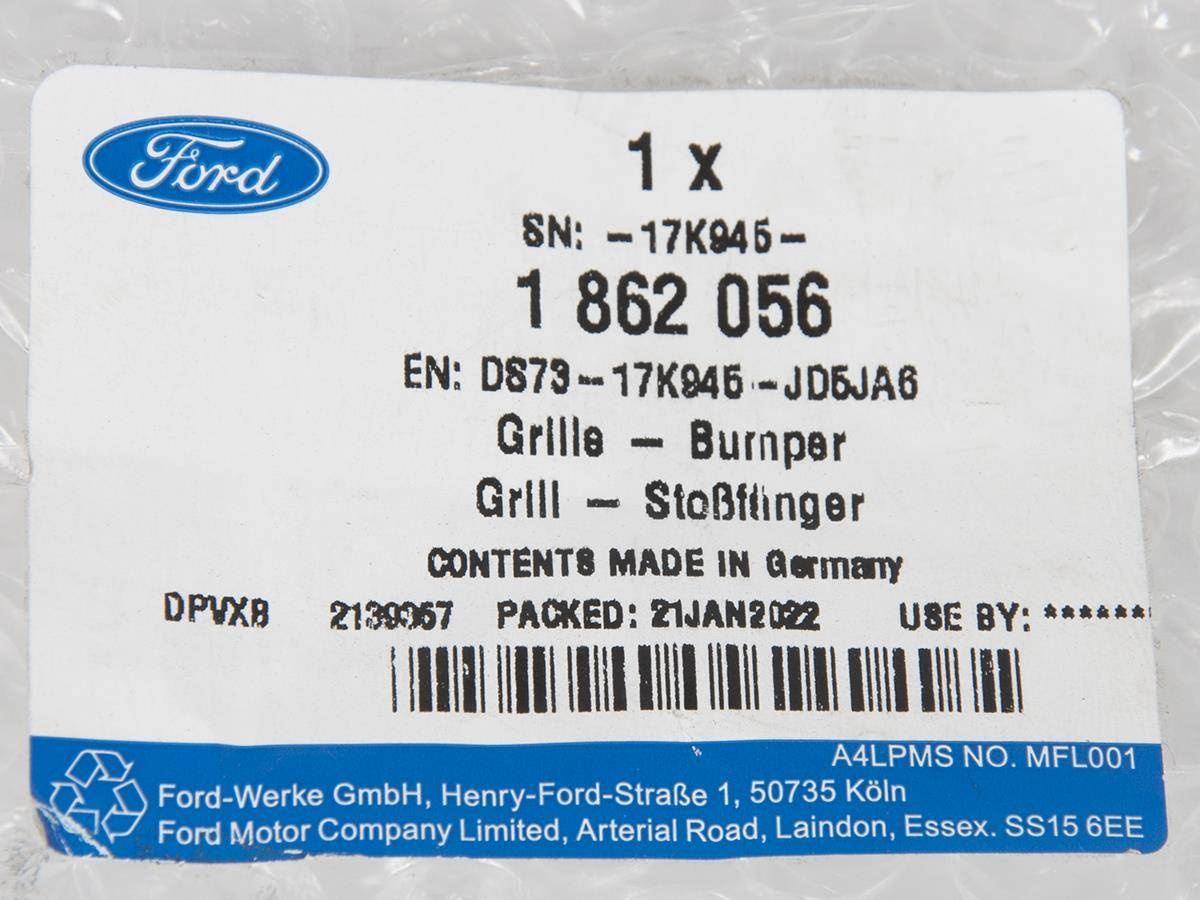 Ford
1 x
SN: -17K945-
1 862 056
EN: DS73-17K945-JD5JA6
Grille - Bumper
Grill - Stoßfänger
CONTENTS MADE IN Germany
DPVXB 2139357 PACKED: 21JAN2022 USE BY: ******
A4LPMS NO. MFL001
Ford-Werke GmbH, Henry-Ford-Straße 1, 50735 Köln
Ford Motor Company Limited, Arterial Road, Laindon, Essex. SS15 6EE